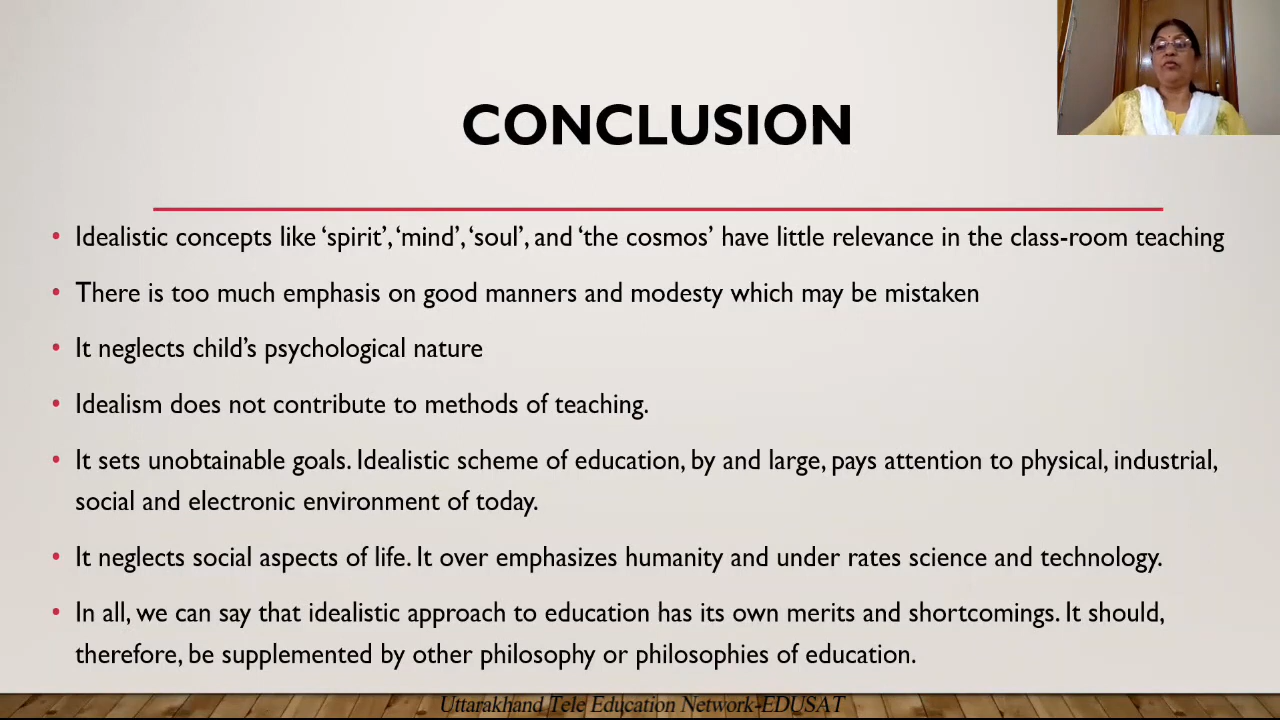 CONCLUSION
• Idealistic concepts like ‘spirit’, ‘mind’, ‘soul’, and ‘the cosmos’ have little relevance in the class-room teaching
• There is too much emphasis on good manners and modesty which may be mistaken
• It neglects child’s psychological nature
• Idealism does not contribute to methods of teaching.
• It sets unobtainable goals. Idealistic scheme of education, by and large, pays attention to physical, industrial,
social and electronic environment of today.
• It neglects social aspects of life. It over emphasizes humanity and under rates science and technology.
• In all, we can say that idealistic approach to education has its own merits and shortcomings. It should,
therefore, be supplemented by other philosophy or philosophies of education.
Uttarakhand Tele Education Network-EDUSAT